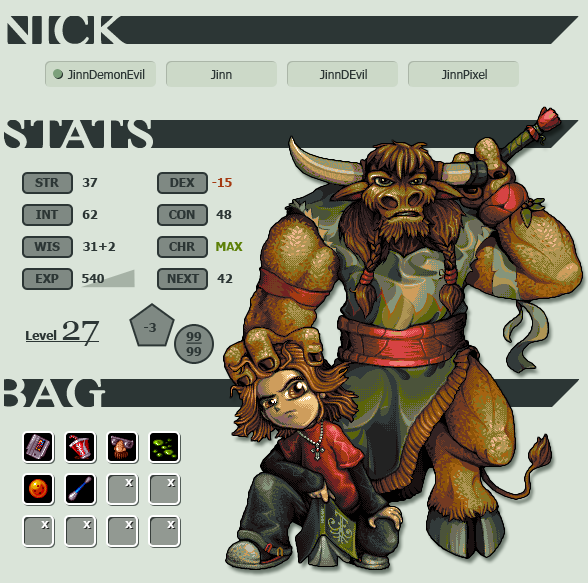 NICK
JinnDemonEvil Jinn JinnDEvil JinnPixel
STATS
STR 37 DEX -15
INT 62 CON 48
WIS 31+2 CHR MAX
EXP 540 NEXT 42
Level 27 -3 99
99
BAG
x x
x x x x